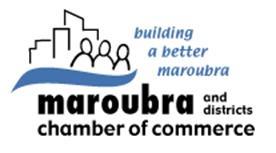 building
a better
maroubra
maroubra and
districts
chamber of commerce